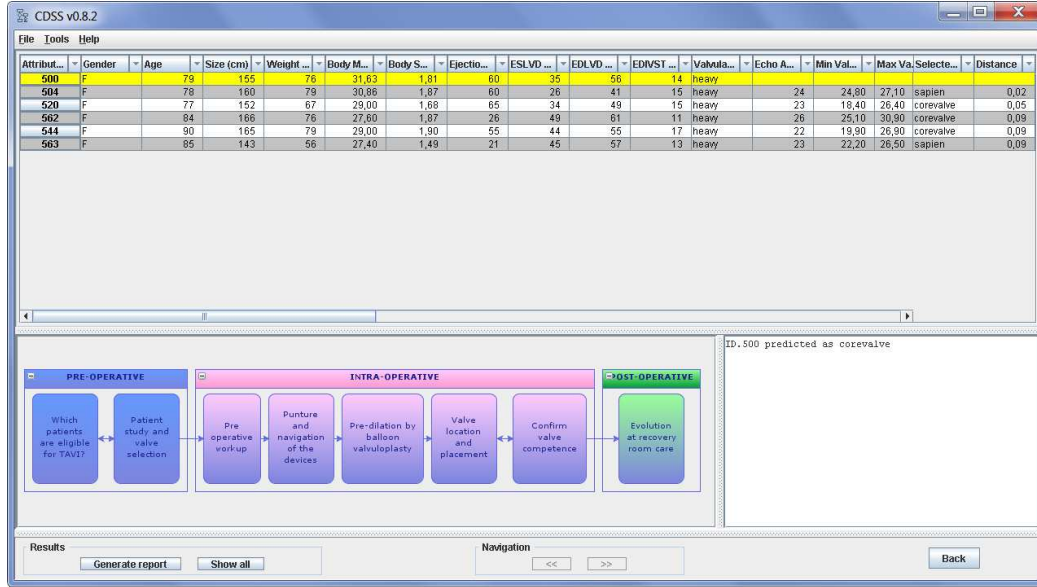 CDSS v0.8.2
File Tools Help
Attribut... Gender Age Size (cm) Weight ... Body M... Body S... Ejectio... ESLVD ... EDLVD ... EDIVST ... Valvula... Echo A... Min Val... Max Va... Selecte... Distance
500 F 79 155 76 31,63 1,81 60 35 56 14 heavy
504 F 78 160 79 30,86 1,87 60 26 41 15 heavy 24 24,80 27,10 sapien 0,02
520 F 77 152 67 29,00 1,68 65 34 49 15 heavy 23 18,40 26,40 corevalve 0,05
562 F 84 166 76 27,60 1,87 26 49 61 11 heavy 26 25,10 30,90 corevalve 0,09
544 F 90 165 79 29,00 1,90 55 44 55 17 heavy 22 19,90 26,90 corevalve 0,09
563 F 85 143 56 27,40 1,49 21 45 57 13 heavy 23 22,20 26,50 sapien 0,09
ID.500 predicted as corevalve
PRE-OPERATIVE
Which
patients
are eligible
for TAVI?
Patient
study and
valve
selection
INTRA-OPERATIVE
Pre
operative
workup
Punture
and
navigation
of the
devices
Pre-dilation by
balloon
valvuloplasty
Valve
location
and
placement
Confirm
valve
competence
POST-OPERATIVE
Evolution
at recovery
room care
Results
Generate report Show all
Navigation
<< >>
Back